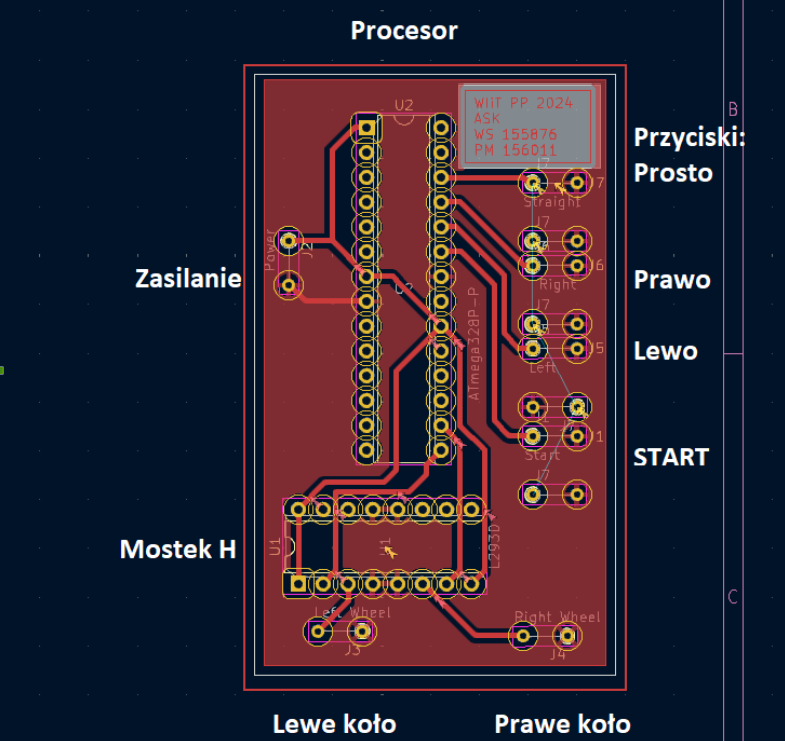 Procesor
B
U2
WIIT PP 2024
ASK
WS 155876
PM 156011
Przyciski:
Prosto
J7
J7
Straight
Power
J2
J7
J6
Right
Zasilanie
Prawo
U2
ATmega328P-P
J7
J5
Left
Lewo
J1
Start
START
J7
Mostek H
U1
L293D
C
Left Wheel
J3
Right Wheel
J4
Lewe koło
Prawe koło